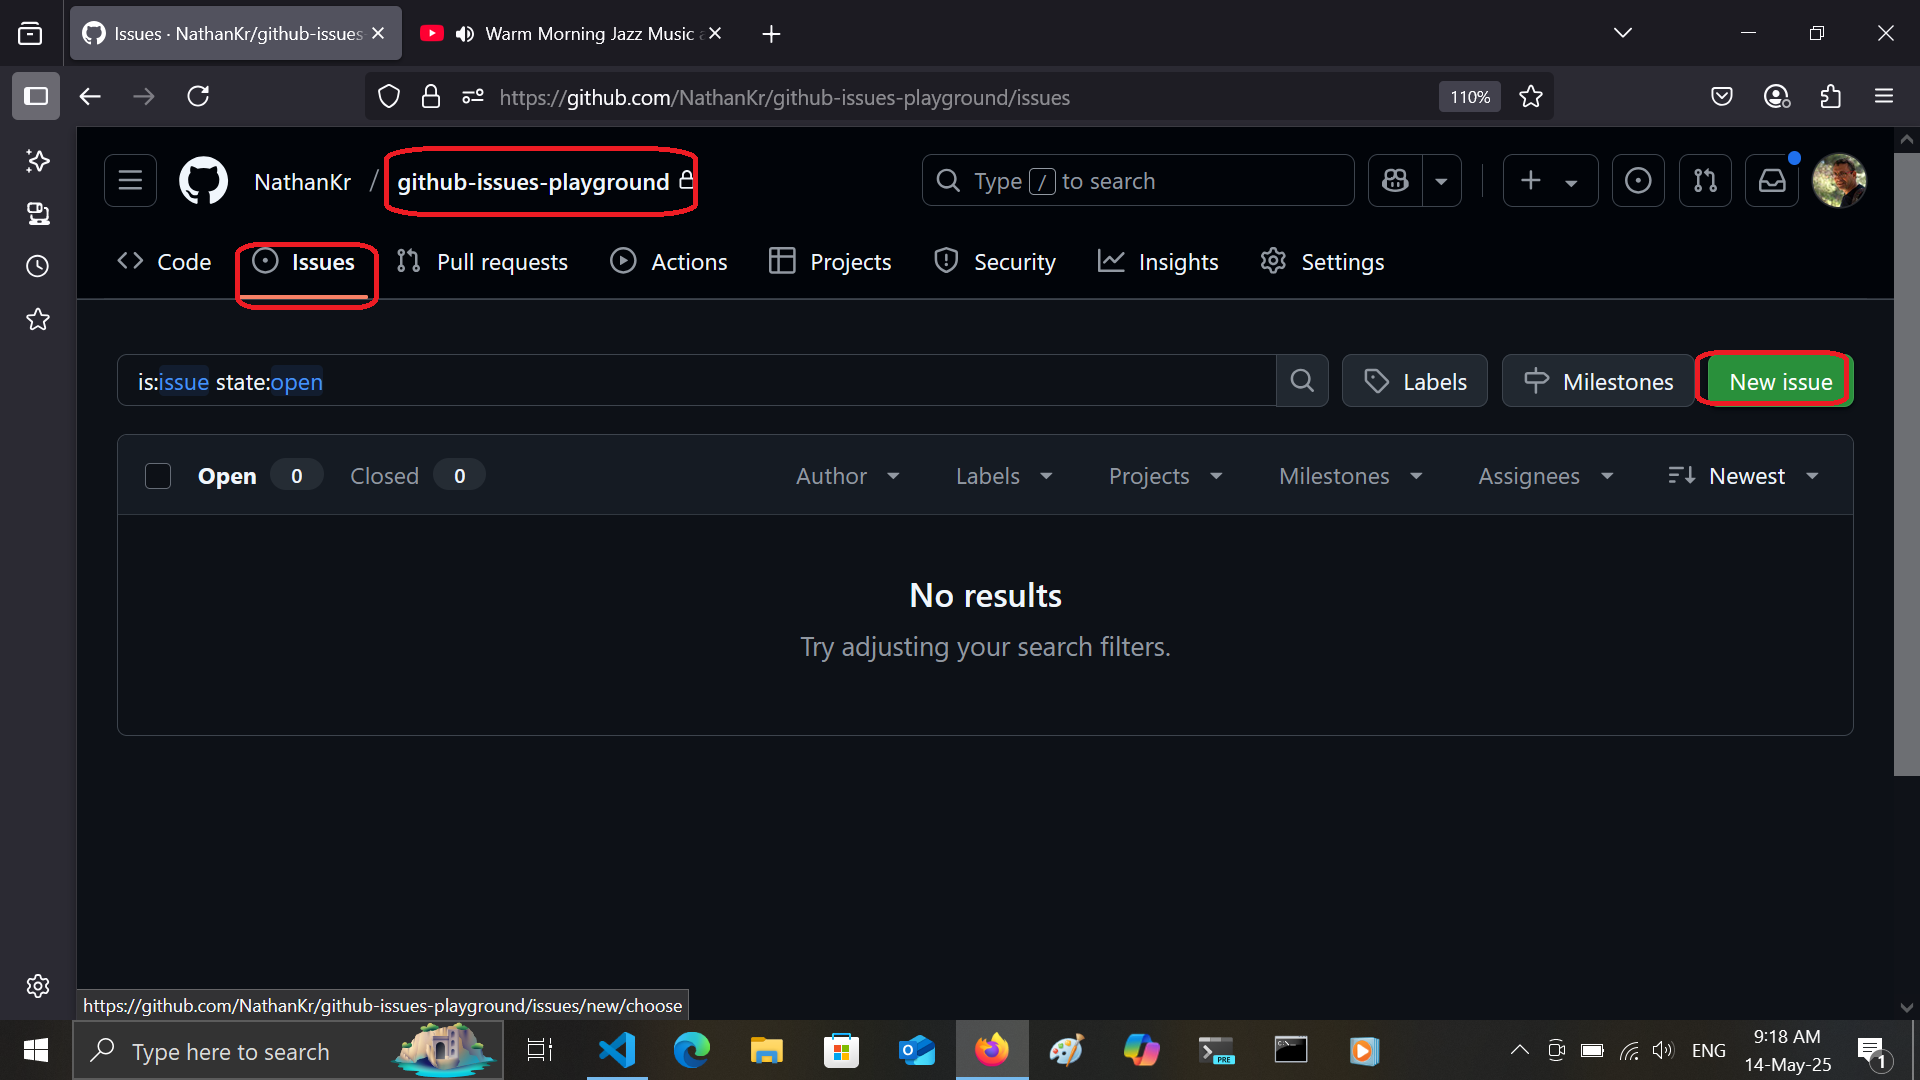 Issues · NathanKr/github-issues
Warm Morning Jazz Music
https://github.com/NathanKr/github-issues-playground/issues
110%
NathanKr / github-issues-playground
Type / to search
Code
Issues
Pull requests
Actions
Projects
Security
Insights
Settings
is:issue state:open
Labels
Milestones
New issue
Open 0
Closed 0
Author
Labels
Projects
Milestones
Assignees
Newest
No results
Try adjusting your search filters.
https://github.com/NathanKr/github-issues-playground/issues/new/choose
Type here to search
PRE
ENG
9:18 AM
14-May-25
1